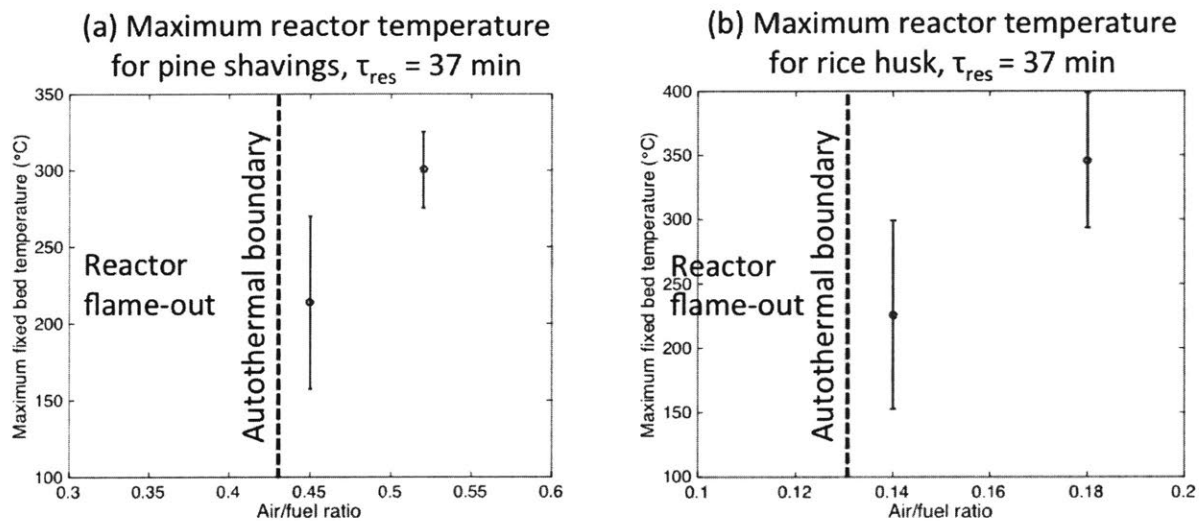 (a) Maximum reactor temperature
for pine shavings, τres = 37 min
350
300
250
200
150
100
Maximum fixed bed temperature (°C)
Reactor
flame-out
Autothermal boundary
0.3 0.35 0.4 0.45 0.5 0.55 0.6
Air/fuel ratio
(b) Maximum reactor temperature
for rice husk, τres = 37 min
400
350
300
250
200
150
100
Maximum fixed bed temperature (°C)
Reactor
flame-out
Autothermal boundary
0.1 0.12 0.14 0.16 0.18 0.2
Air/fuel ratio